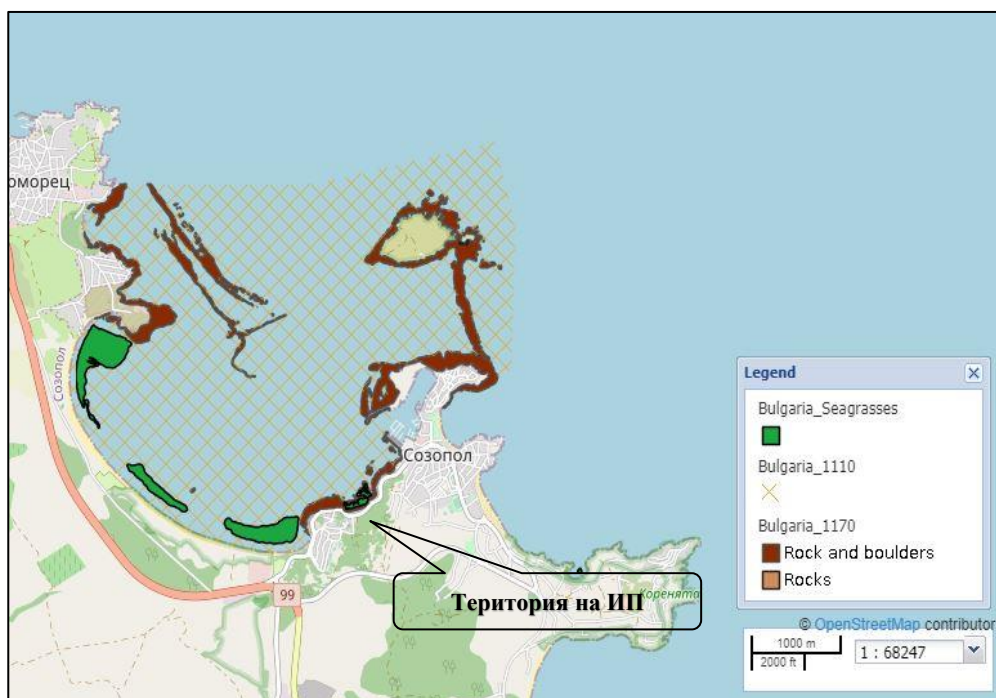 оморец
Созопол
Созопол
99
Територия на ИП
Коренята
Legend
Bulgaria_Seagrasses
Bulgaria_1110
Bulgaria_1170
Rock and boulders
Rocks
© OpenStreetMap contributor
1000 m
2000 ft
1 : 68247